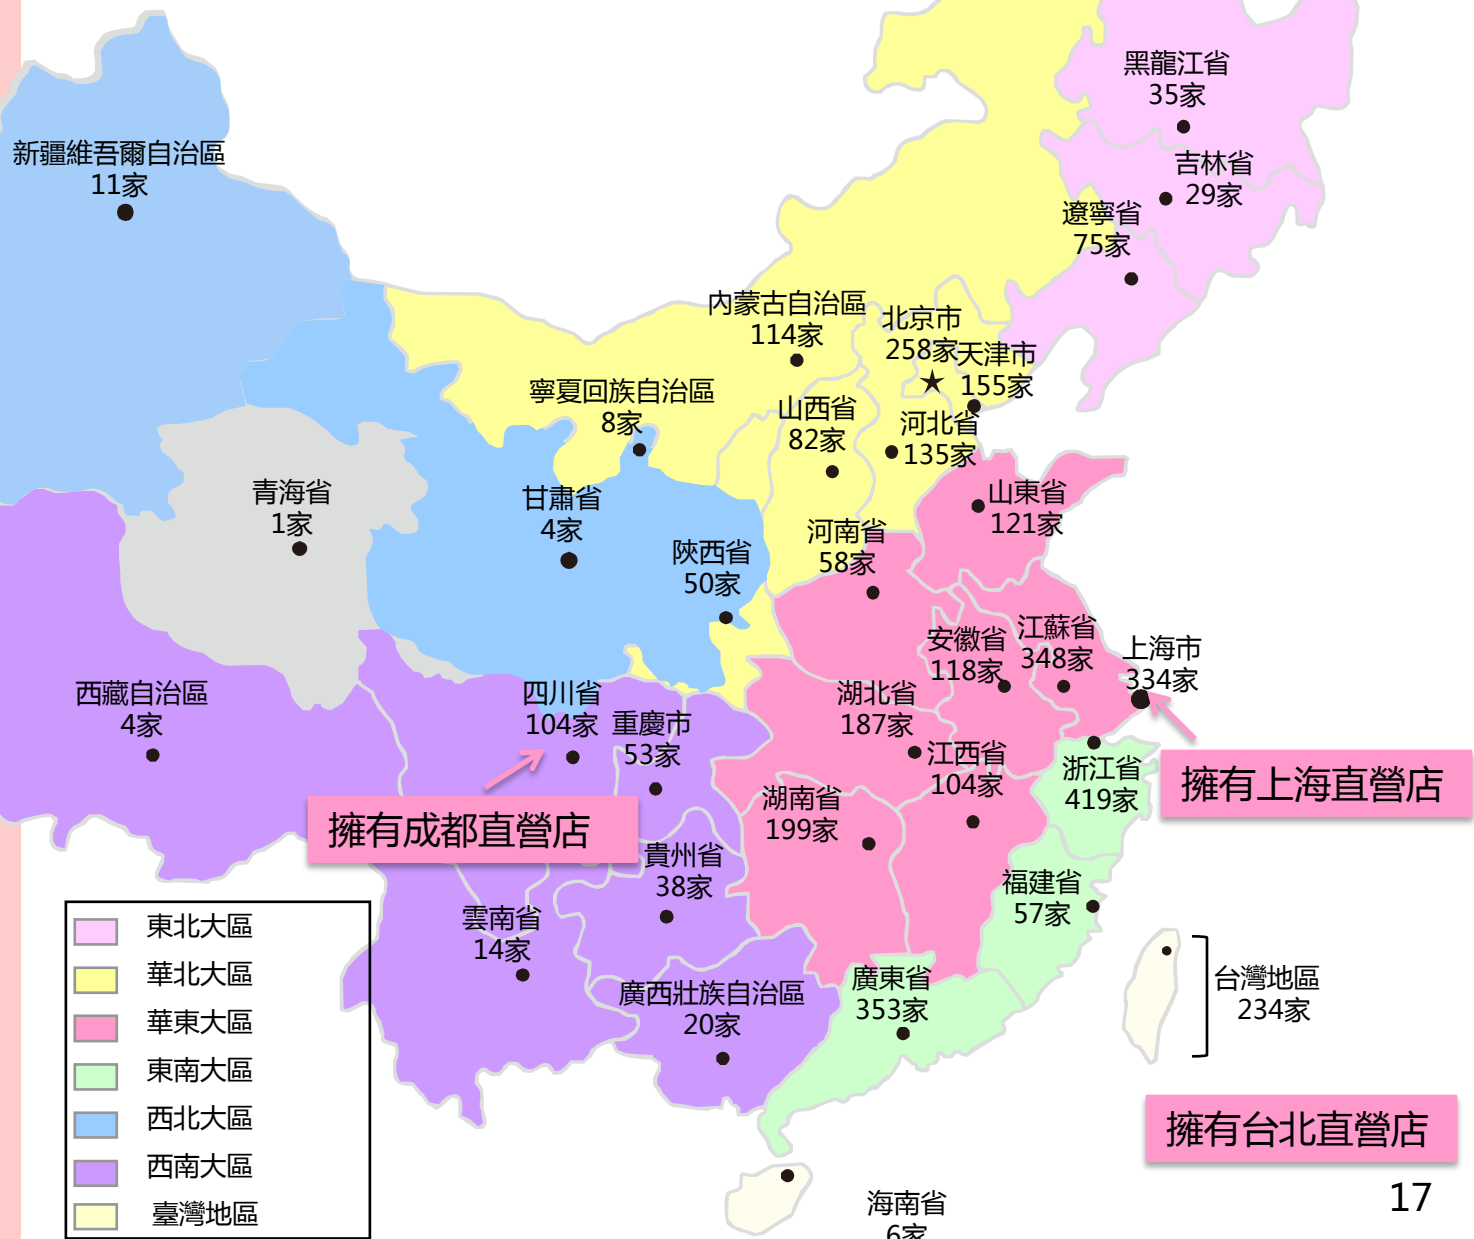 黑龍江省
35家
新疆維吾爾自治區
11家
吉林省
29家
遼寧省
75家
內蒙古自治區
114家
北京市
258家
天津市
155家
寧夏回族自治區
8家
山西省
82家
河北省
135家
青海省
1家
甘肅省
4家
山東省
121家
河南省
58家
陝西省
50家
安徽省
118家
江蘇省
348家
上海市
334家
西藏自治區
4家
四川省
104家
重慶市
53家
湖北省
187家
江西省
104家
浙江省
419家
擁有上海直營店
湖南省
199家
擁有成都直營店
貴州省
38家
福建省
57家
雲南省
14家
廣西壯族自治區
20家
廣東省
353家
台灣地區
234家
東北大區
華北大區
華東大區
東南大區
西北大區
西南大區
臺灣地區
擁有台北直營店
海南省
6家
17